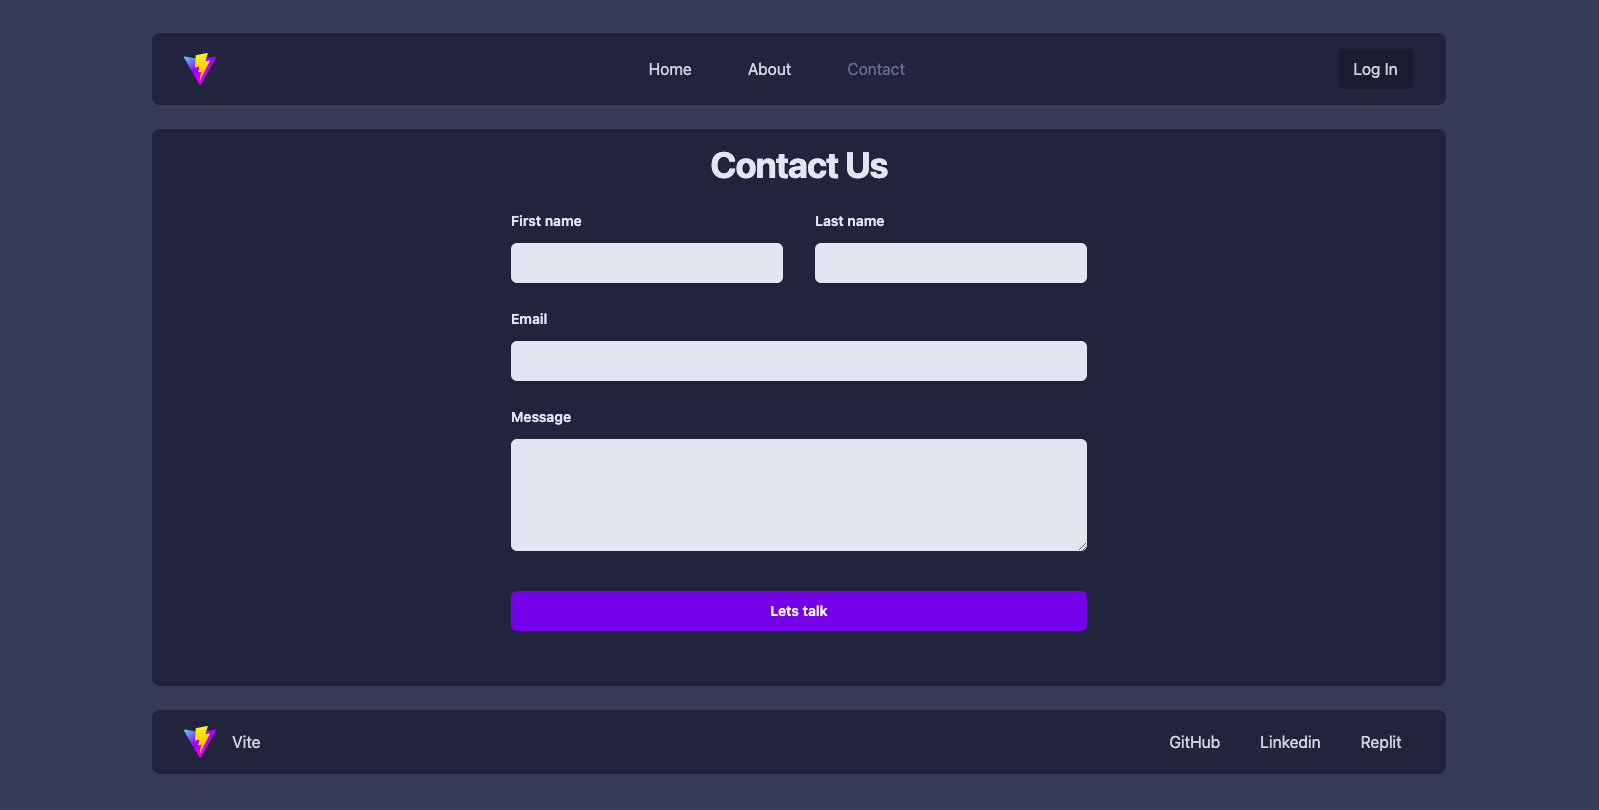 Home About Contact Log In
Contact Us
First name Last name
Email
Message
Lets talk
Vite GitHub Linkedin Replit